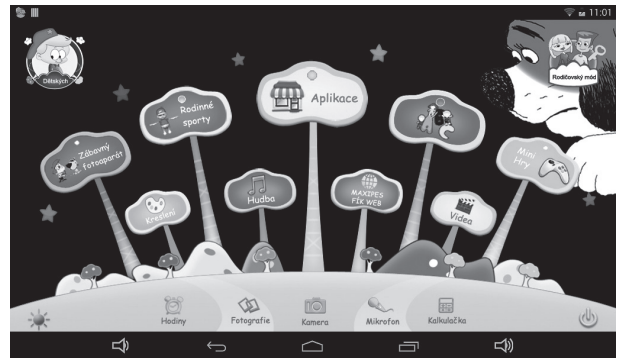 11:01
Dětských
Rodičovský mód
Aplikace
Rodinné
sporty
Zábavný
fotoaparát
Mini
Hry
Kreslení
Hudba
MAXIPES
FÍK WEB
Videa
Hodiny
Fotografie
Kamera
Mikrofon
Kalkulačka